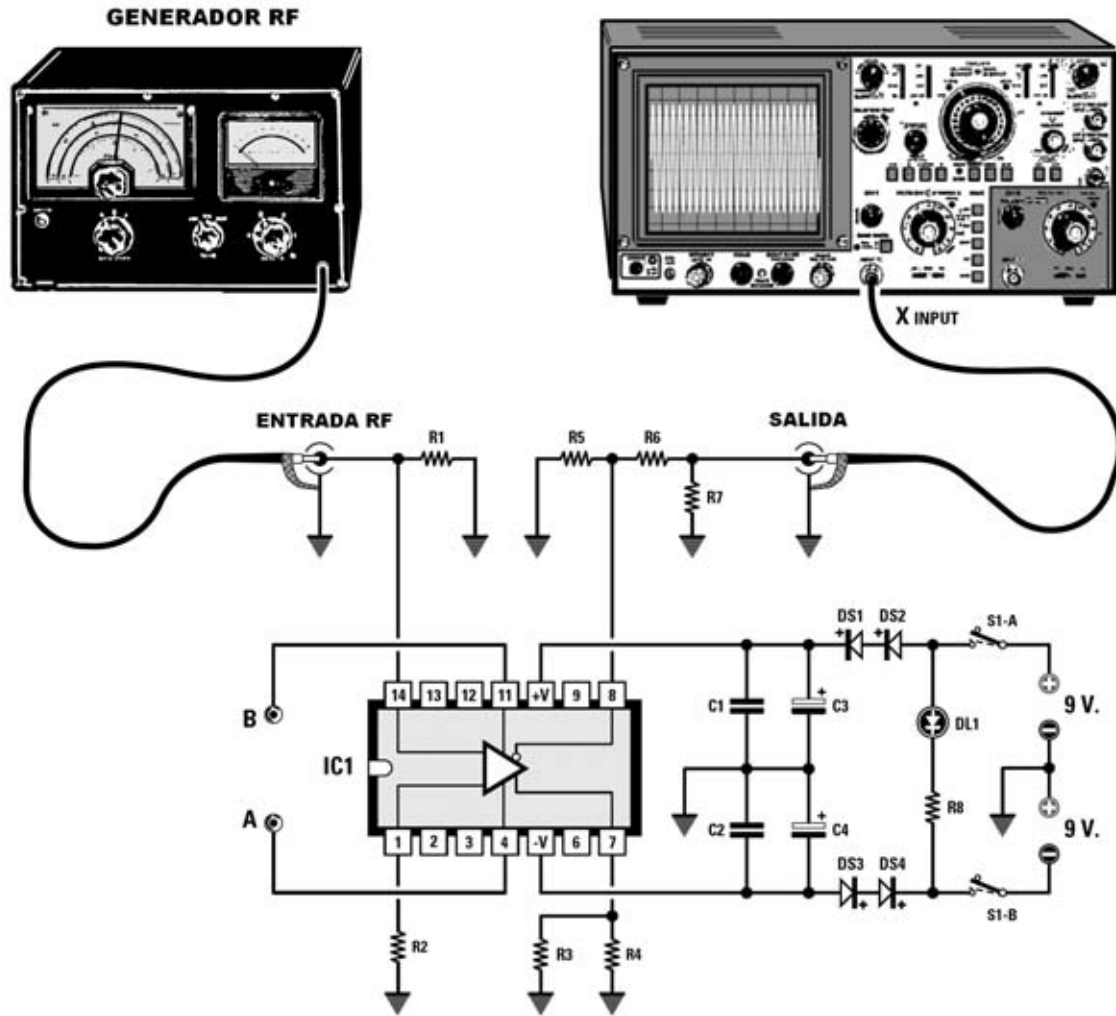 GENERADOR RF
X INPUT
ENTRADA RF
SALIDA
R1
R5
R6
R7
DS1
DS2
S1-A
14
13
12
11
+V
9
8
B
C1
C3
+
DL1
9 V.
IC1
A
C2
C4
+
R8
9 V.
1
2
3
4
-V
6
7
DS3
DS4
S1-B
R2
R3
R4